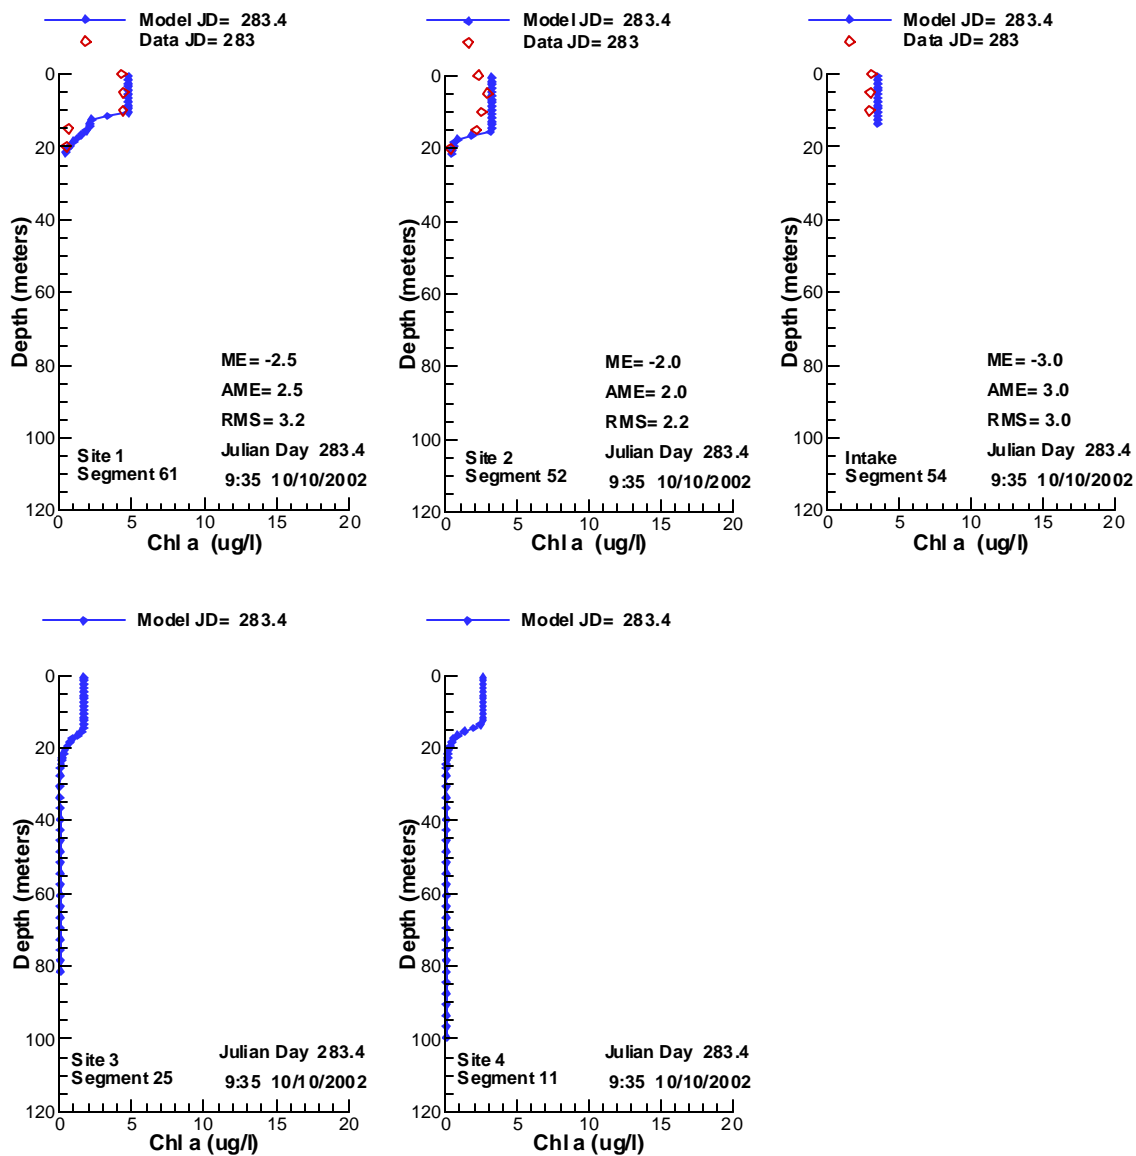 Model JD= 283.4
Data JD= 283
0
20
40
60
80
100
120
Depth (meters)
ME= -2.5
AME= 2.5
RMS= 3.2
Site 1
Segment 61
Julian Day 283.4
9:35 10/10/2002
0 5 10 15 20
Chl a (ug/l)
Model JD= 283.4
Data JD= 283
0
20
40
60
80
100
120
Depth (meters)
ME= -2.0
AME= 2.0
RMS= 2.2
Site 2
Segment 52
Julian Day 283.4
9:35 10/10/2002
0 5 10 15 20
Chl a (ug/l)
Model JD= 283.4
Data JD= 283
0
20
40
60
80
100
120
Depth (meters)
ME= -3.0
AME= 3.0
RMS= 3.0
Intake
Segment 54
Julian Day 283.4
9:35 10/10/2002
0 5 10 15 20
Chl a (ug/l)
Model JD= 283.4
0
20
40
60
80
100
120
Depth (meters)
Site 3
Segment 25
Julian Day 283.4
9:35 10/10/2002
0 5 10 15 20
Chl a (ug/l)
Model JD= 283.4
0
20
40
60
80
100
120
Depth (meters)
Site 4
Segment 11
Julian Day 283.4
9:35 10/10/2002
0 5 10 15 20
Chl a (ug/l)